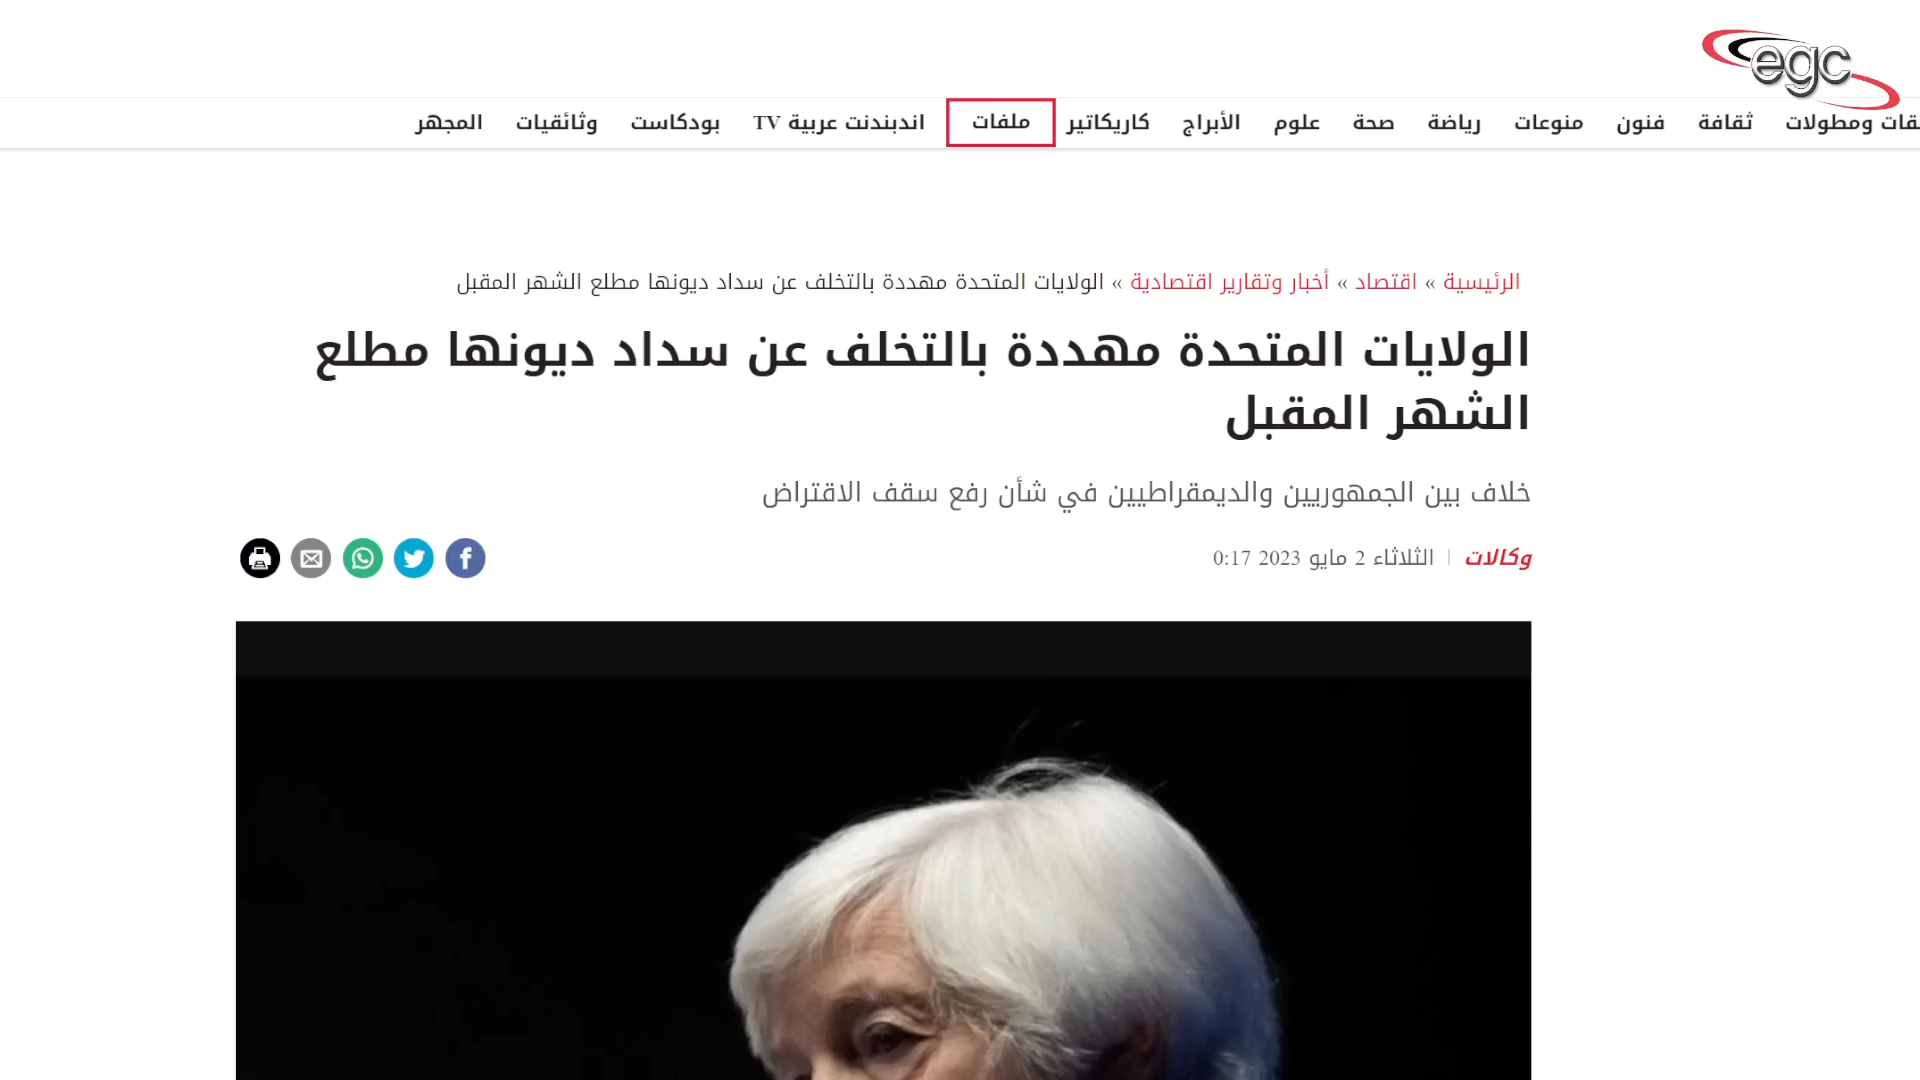 egc
قات ومطولات ثقافة فنون منوعات رياضة صحة علوم الأبراج كاريكاتير ملفات اندبندنت عربية TV بودكاست وثائقيات المجهر
الرئيسية » اقتصاد » أخبار وتقارير اقتصادية » الولايات المتحدة مهددة بالتخلف عن سداد ديونها مطلع الشهر المقبل
الولايات المتحدة مهددة بالتخلف عن سداد ديونها مطلع
الشهر المقبل
خلاف بين الجمهوريين والديمقراطيين في شأن رفع سقف الاقتراض
وكالات | الثلاثاء 2 مايو 2023 0:17